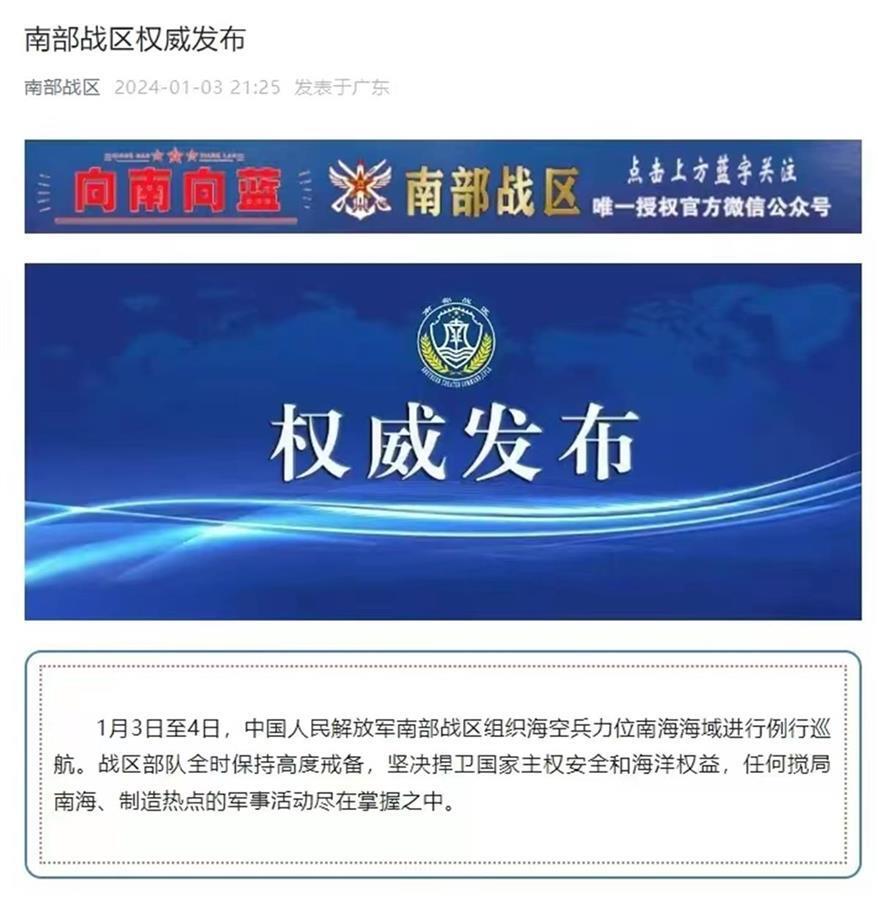 南部战区权威发布
南部战区 2024-01-03 21:25 发表于广东
向南向蓝
南部战区
点击上方蓝字关注
唯一授权官方微信公众号
南部战区
权威发布
1月3日至4日，中国人民解放军南部战区组织海空兵力位南海海域进行例行巡
航。战区部队全时保持高度戒备，坚决捍卫国家主权安全和海洋权益，任何搅局
南海、制造热点的军事活动尽在掌握之中。